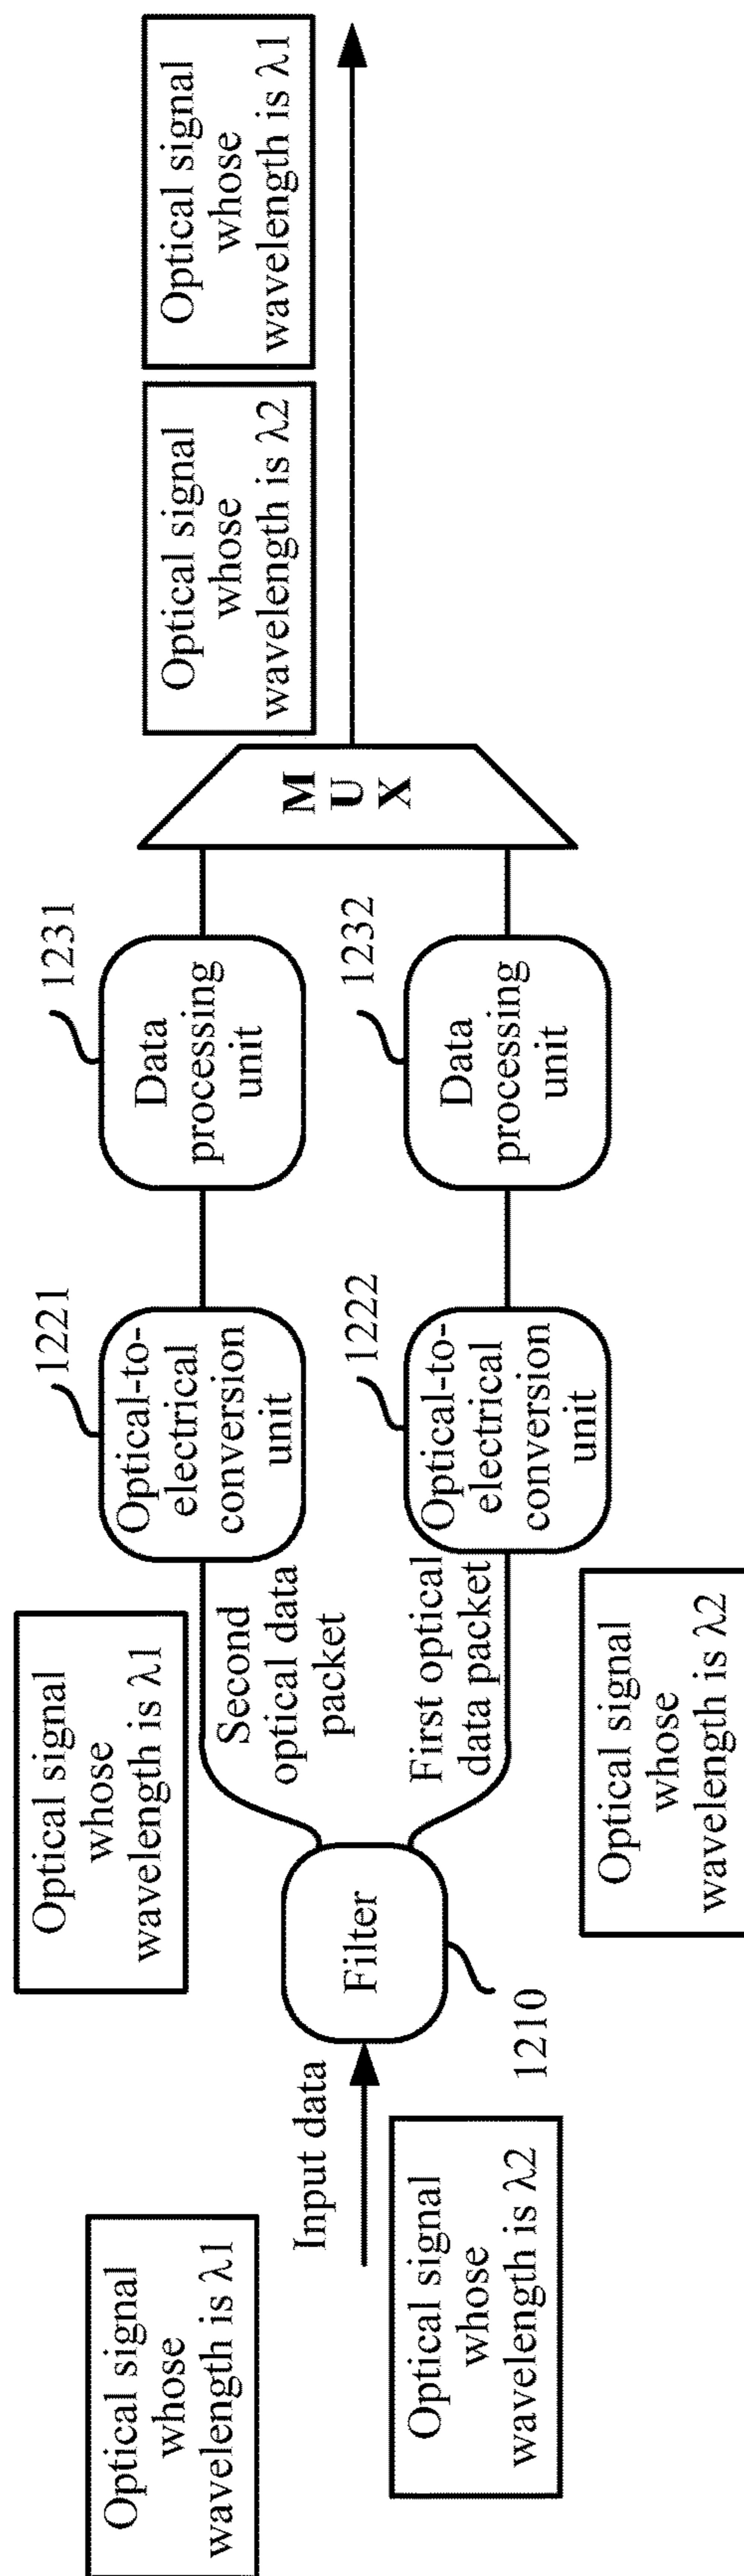 Optical signal
whose
wavelength is λ1
Input data
Optical signal
whose
wavelength is λ2
Filter
1210
Optical signal
whose
wavelength is λ1
Second
optical data
packet
First optical
data packet
Optical signal
whose
wavelength is λ2
1221
Optical-to-
electrical
conversion
unit
1222
Optical-to-
electrical
conversion
unit
1231
Data
processing
unit
1232
Data
processing
unit
M
U
X
Optical signal
whose
wavelength is λ2
Optical signal
whose
wavelength is λ1